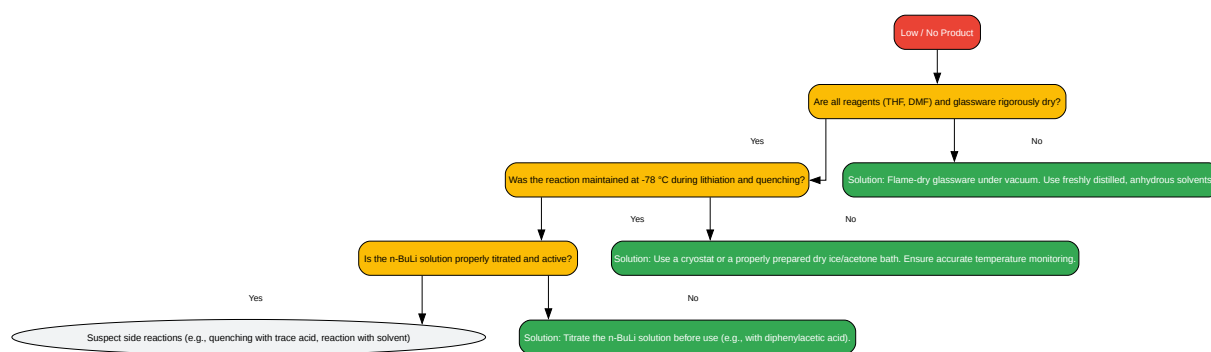 Low / No Product
Are all reagents (THF, DMF) and glassware rigorously dry?
Yes
No
Was the reaction maintained at -78 °C during lithiation and quenching?
Solution: Flame-dry glassware under vacuum. Use freshly distilled, anhydrous solvents
Yes
No
Is the n-BuLi solution properly titrated and active?
Solution: Use a cryostat or a properly prepared dry ice/acetone bath. Ensure accurate temperature monitoring.
Yes
No
Suspect side reactions (e.g., quenching with trace acid, reaction with solvent)
Solution: Titrate the n-BuLi solution before use (e.g., with diphenylacetic acid).